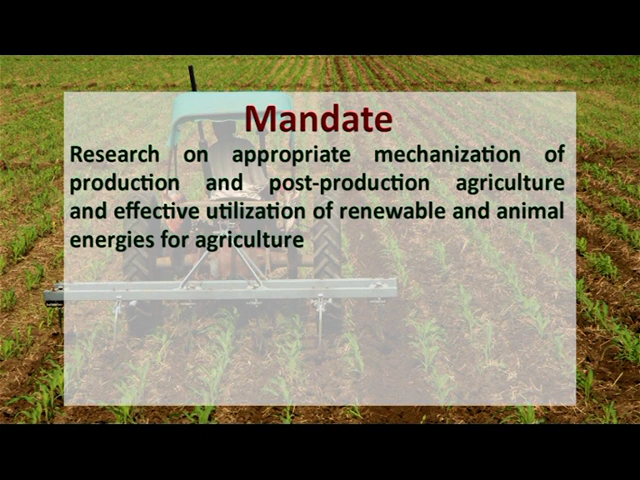 Mandate
Research on appropriate mechanization of
production and post-production agriculture
and effective utilization of renewable and animal
energies for agriculture